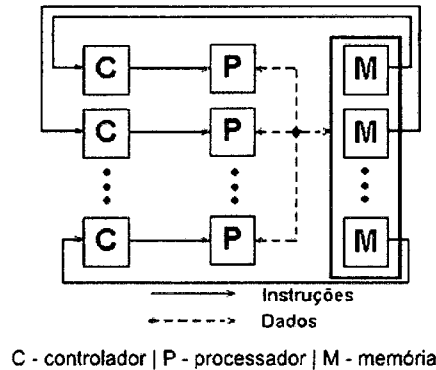 C P M
C P M
C P M
Instruções
Dados
C - controlador | P - processador | M - memória